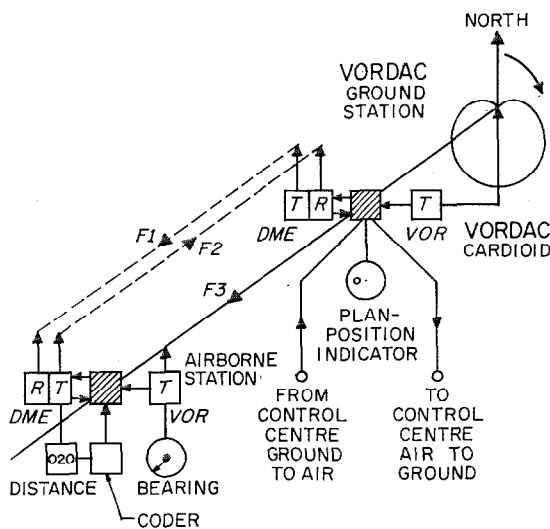 NORTH
VORDAC
GROUND
STATION
T R
DME
T
VOR
VORDAC
CARDIOID
F1
F2
F3
PLAN-
POSITION
INDICATOR
AIRBORNE
STATION
FROM
CONTROL
CENTRE
GROUND
TO AIR
TO
CONTROL
CENTRE
AIR TO
GROUND
R T
DME
T
VOR
020
DISTANCE
BEARING
CODER